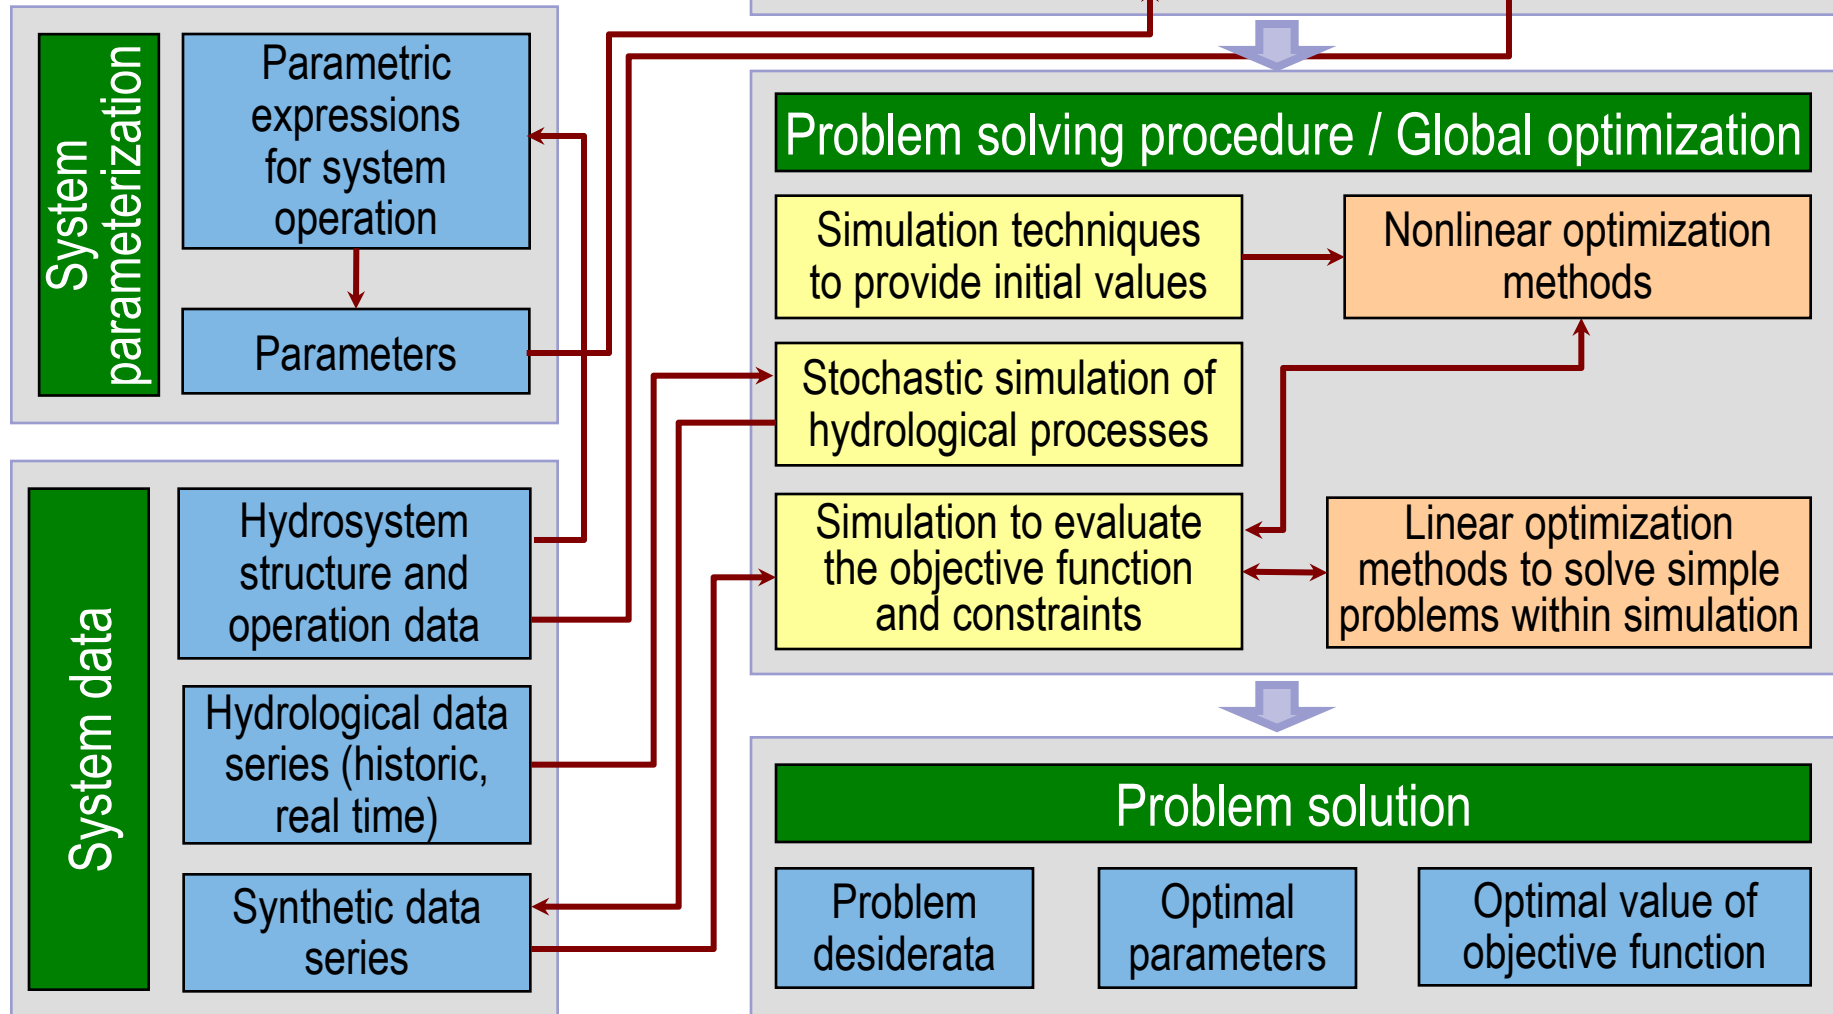 System
parameterization
Parametric
expressions
for system
operation
Parameters
System data
Hydrosystem
structure and
operation data
Hydrological data
series (historic,
real time)
Synthetic data
series
Problem solving procedure / Global optimization
Simulation techniques
to provide initial values
Nonlinear optimization
methods
Stochastic simulation of
hydrological processes
Simulation to evaluate
the objective function
and constraints
Linear optimization
methods to solve simple
problems within simulation
Problem solution
Problem
desiderata
Optimal
parameters
Optimal value of
objective function